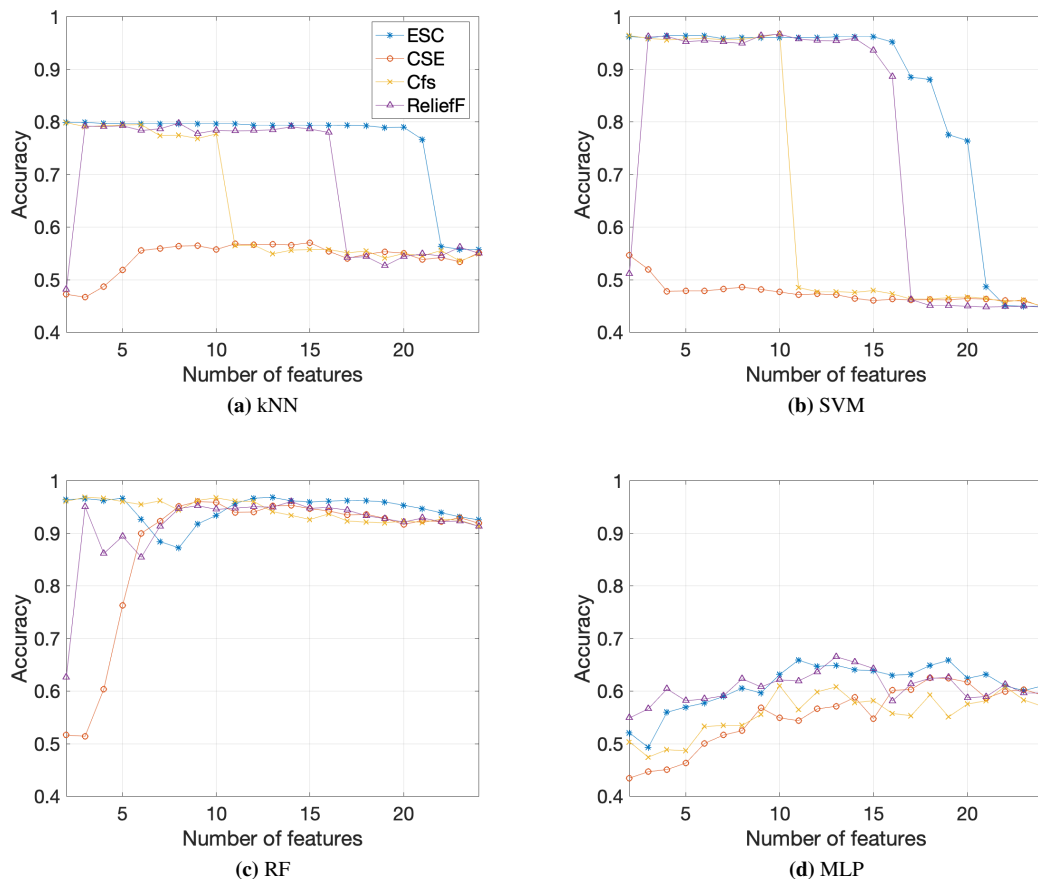 1
0.9
0.8
0.7
0.6
0.5
0.4
Accuracy
5 10 15 20
Number of features
ESC
CSE
Cfs
ReliefF
(a) kNN
1
0.9
0.8
0.7
0.6
0.5
0.4
Accuracy
5 10 15 20
Number of features
(b) SVM
1
0.9
0.8
0.7
0.6
0.5
0.4
Accuracy
5 10 15 20
Number of features
(c) RF
1
0.9
0.8
0.7
0.6
0.5
0.4
Accuracy
5 10 15 20
Number of features
(d) MLP